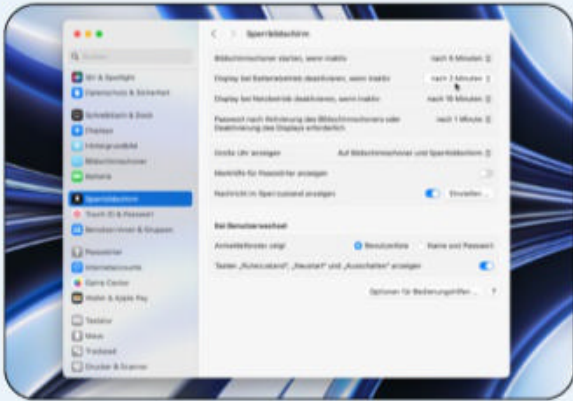 Sperrbildschirm
Suchen
Siri & Spotlight
Datenschutz & Sicherheit
Schreibtisch & Dock
Displays
Hintergrundbild
Bildschirmschoner
Batterie
Sperrbildschirm
Touch ID & Passwort
Benutzer:innen & Gruppen
Passwörter
Internetaccounts
Game Center
Wallet & Apple Pay
Tastatur
Maus
Trackpad
Drucker & Scanner
Bildschirmschoner starten, wenn inaktiv nach 5 Minuten
Display bei Batteriebetrieb deaktivieren, wenn inaktiv nach 2 Minuten
Display bei Netzbetrieb deaktivieren, wenn inaktiv nach 10 Minuten
Passwort nach Aktivierung des Bildschirmschoners oder
Deaktivierung des Displays erforderlich nach 1 Minute
Große Uhr anzeigen Auf Bildschirmschoner und Sperrbildschirm
Merkhilfe für Passwörter anzeigen
Nachricht im Sperrzustand anzeigen Einstellen ...
Bei Benutzerwechsel
Anmeldefenster zeigt Benutzerliste Name und Passwort
Tasten „Ruhezustand“, „Neustart“ und „Ausschalten“ anzeigen
Optionen für Bedienungshilfen ... ?